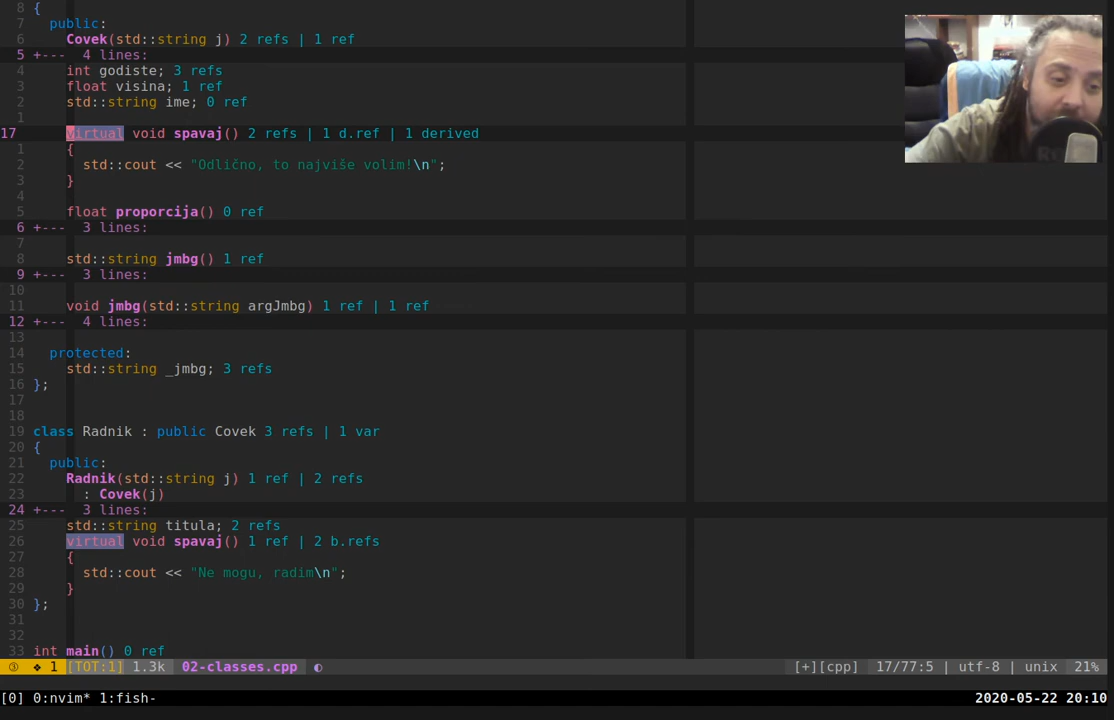 8 {
7 public:
6 Covek(std::string j) 2 refs | 1 ref
5 +--- 4 lines:
4 int godiste; 3 refs
3 float visina; 1 ref
2 std::string ime; 0 ref
1
17 virtual void spavaj() 2 refs | 1 d.ref | 1 derived
1 {
2 std::cout << "Odlično, to najviše volim!\n";
3 }
4
5 float proporcija() 0 ref
6 +--- 3 lines:
7
8 std::string jmbg() 1 ref
9 +--- 3 lines:
10
11 void jmbg(std::string argJmbg) 1 ref | 1 ref
12 +--- 4 lines:
13
14 protected:
15 std::string _jmbg; 3 refs
16 };
17
18
19 class Radnik : public Covek 3 refs | 1 var
20 {
21 public:
22 Radnik(std::string j) 1 ref | 2 refs
23 : Covek(j)
24 +--- 3 lines:
25 std::string titula; 2 refs
26 virtual void spavaj() 1 ref | 2 b.refs
27 {
28 std::cout << "Ne mogu, radim\n";
29 }
30 };
31
32
33 int main() 0 ref
③ ❖ 1 [TOT:1] 1.3k 02-classes.cpp ◐ [+][cpp] 17/77:5 | utf-8 | unix 21%
[0] 0:nvim* 1:fish- 2020-05-22 20:10